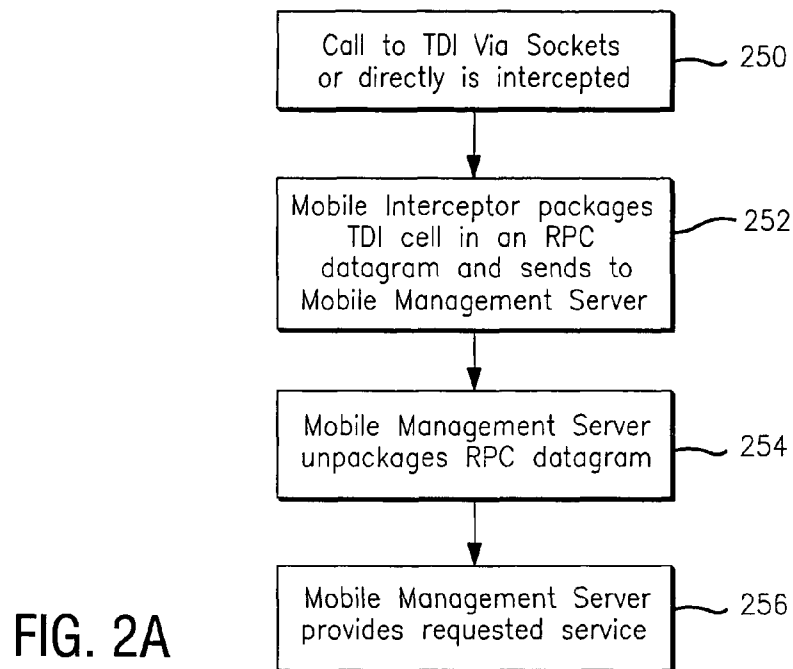 Call to TDI Via Sockets
or directly is intercepted
250
Mobile Interceptor packages
TDI cell in an RPC
datagram and sends to
Mobile Management Server
252
Mobile Management Server
unpackages RPC datagram
254
Mobile Management Server
provides requested service
256
FIG. 2A